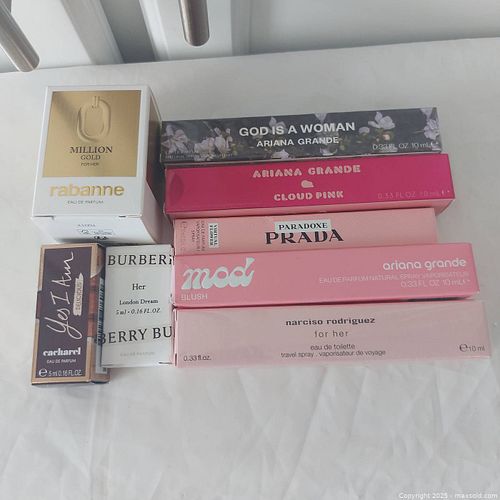 MILLION
GOLD
FOR HER
rabanne
EAU DE PARFUM
GOD IS A WOMAN
ARIANA GRANDE
0.33 FL OZ 10 mL ℮
ARIANA GRANDE
CLOUD PINK
0.33 FL OZ 10 mL ℮
PARADOXE
PRADA
mod
BLUSH
ariana grande
EAU DE PARFUM NATURAL SPRAY VAPORISATEUR
0.33 FL OZ 10 mL ℮
narciso rodriguez
for her
eau de toilette
travel spray . vaporisateur de voyage
0.33 fl.oz.
℮ 10 ml
Yes I Am
cacharel
EAU DE PARFUM
℮ 5 ml 0.16 FL.OZ
BURBERR
Her
London Dream
5 ml ℮ 0.16 FL.OZ
BERRY BU
EAU DE PARFUM
Copyright 2025 - maxsold.com